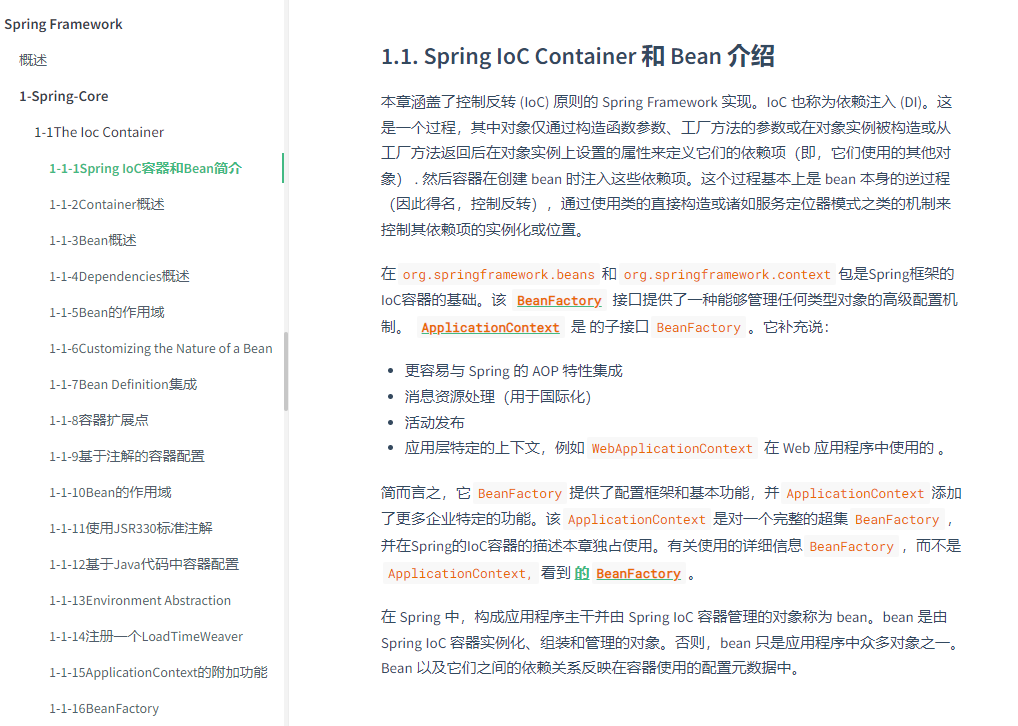 Spring Framework
概述
1-Spring-Core
1-1The Ioc Container
1-1-1Spring IoC容器和Bean简介
1-1-2Container概述
1-1-3Bean概述
1-1-4Dependencies概述
1-1-5Bean的作用域
1-1-6Customizing the Nature of a Bean
1-1-7Bean Definition集成
1-1-8容器扩展点
1-1-9基于注解的容器配置
1-1-10Bean的作用域
1-1-11使用JSR330标准注解
1-1-12基于Java代码中容器配置
1-1-13Environment Abstraction
1-1-14注册一个LoadTimeWeaver
1-1-15ApplicationContext的附加功能
1-1-16BeanFactory
1.1. Spring IoC Container 和 Bean 介绍
本章涵盖了控制反转 (IoC) 原则的 Spring Framework 实现。IoC 也称为依赖注入 (DI)。这
是一个过程，其中对象仅通过构造函数参数、工厂方法的参数或在对象实例被构造或从
工厂方法返回后在对象实例上设置的属性来定义它们的依赖项（即，它们使用的其他对
象）. 然后容器在创建 bean 时注入这些依赖项。这个过程基本上是 bean 本身的逆过程
（因此得名，控制反转），通过使用类的直接构造或诸如服务定位器模式之类的机制来
控制其依赖项的实例化或位置。
在 org.springframework.beans 和 org.springframework.context 包是Spring框架的
IoC容器的基础。该 BeanFactory 接口提供了一种能够管理任何类型对象的高级配置机
制。 ApplicationContext 是 的子接口 BeanFactory 。它补充说：
• 更容易与 Spring 的 AOP 特性集成
• 消息资源处理（用于国际化）
• 活动发布
• 应用层特定的上下文，例如 WebApplicationContext 在 Web 应用程序中使用的 。
简而言之，它 BeanFactory 提供了配置框架和基本功能，并 ApplicationContext 添加
了更多企业特定的功能。该 ApplicationContext 是对一个完整的超集 BeanFactory ，
并在Spring的IoC容器的描述本章独占使用。有关使用的详细信息 BeanFactory ，而不是
ApplicationContext, 看到 的 BeanFactory 。
在 Spring 中，构成应用程序主干并由 Spring IoC 容器管理的对象称为 bean。bean 是由
Spring IoC 容器实例化、组装和管理的对象。否则，bean 只是应用程序中众多对象之一。
Bean 以及它们之间的依赖关系反映在容器使用的配置元数据中。